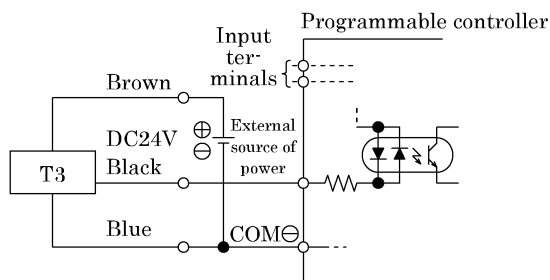 Programmable controller
Input
ter-
minals
Brown
DC24V
⊕
⊖
External
source of
power
Black
T3
Blue
COM⊖